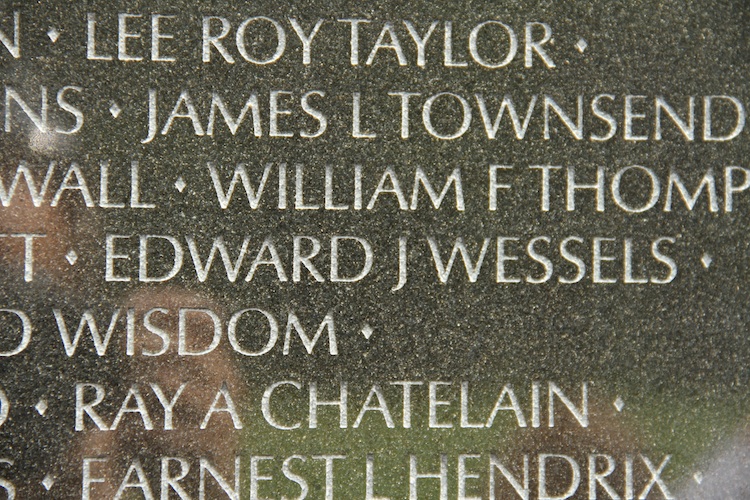 N ⬩ LEE ROY TAYLOR ⬩
NS ⬩ JAMES L TOWNSEND
WALL ⬩ WILLIAM F THOMP
T ⬩ EDWARD J WESSELS ⬩
D WISDOM ⬩
⬩ RAY A CHATELAIN ⬩
S ⬩ EARNEST L HENDRIX ⬩